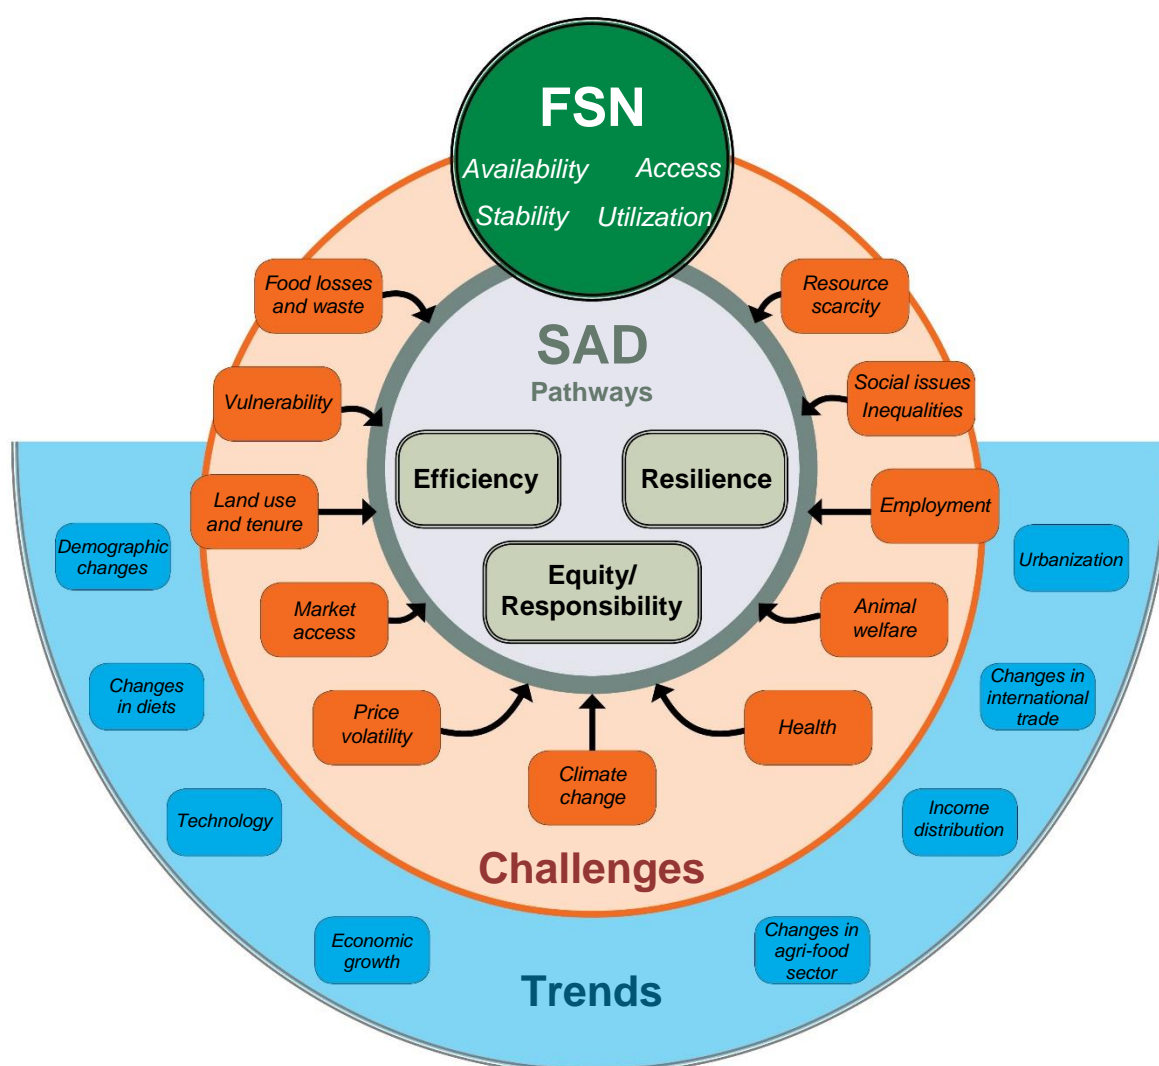 FSN
Availability Access
Stability Utilization
Food losses
and waste
Resource
scarcity
SAD
Pathways
Vulnerability
Social issues
Inequalities
Efficiency
Resilience
Land use
and tenure
Employment
Demographic
changes
Urbanization
Equity/
Responsibility
Market
access
Animal
welfare
Changes
in diets
Changes in
international
trade
Price
volatility
Health
Climate
change
Technology
Income
distribution
Challenges
Economic
growth
Changes in
agri-food
sector
Trends